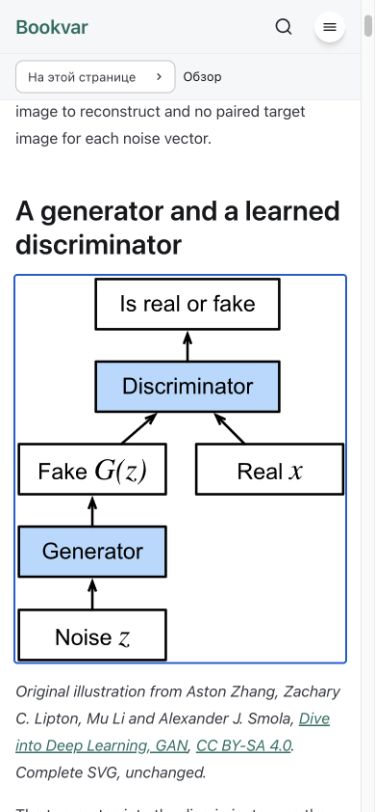 Bookvar
На этой странице
Обзор
image to reconstruct and no paired target
image for each noise vector.
A generator and a learned
discriminator
Is real or fake
Discriminator
Fake G(z)
Real x
Generator
Noise z
Original illustration from Aston Zhang, Zachary
C. Lipton, Mu Li and Alexander J. Smola, Dive
into Deep Learning, GAN, CC BY-SA 4.0.
Complete SVG, unchanged.